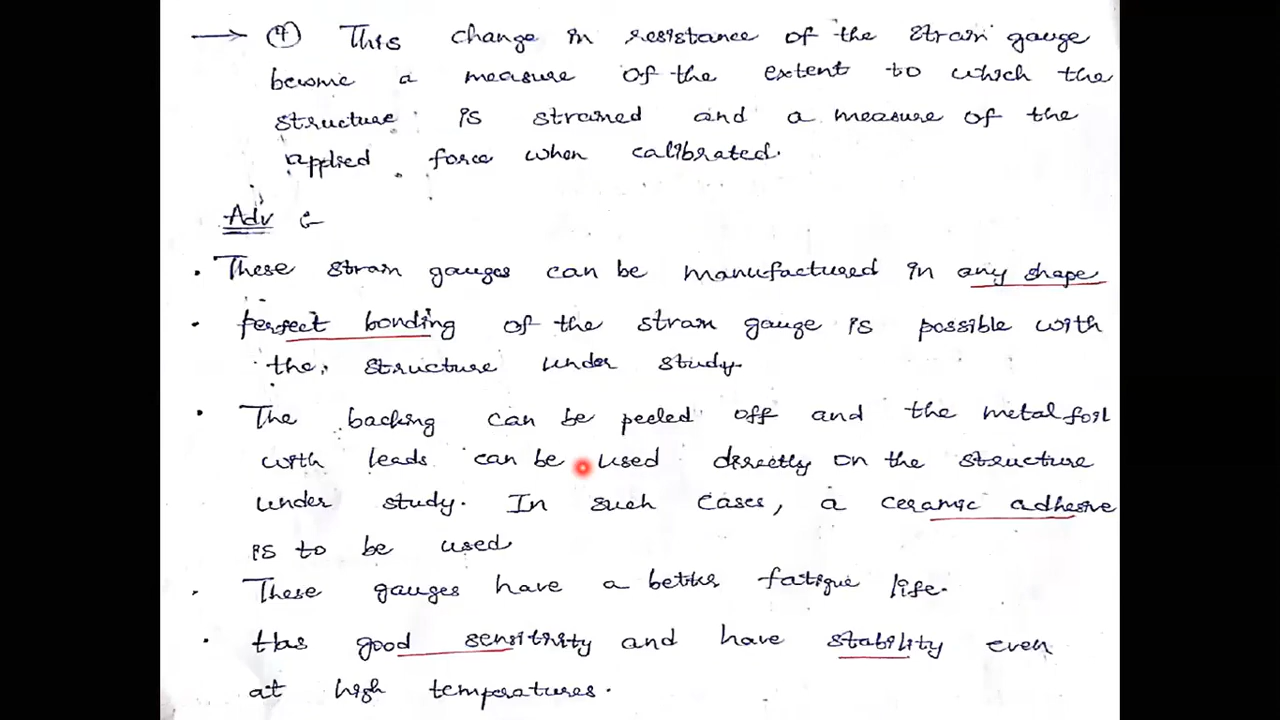 → (4) This change in resistance of the strain gauge
become a measure of the extent to which the
structure is strained and a measure of the
applied force when calibrated.
Adv :-
• These strain gauges can be manufactured in any shape
• perfect bonding of the strain gauge is possible with
the structure under study.
• The backing can be peeled off and the metal foil
with leads can be used directly on the structure
under study. In such cases, a ceramic adhesive
is to be used
• These gauges have a better fatigue life.
• Has good sensitivity and have stability even
at high temperatures.